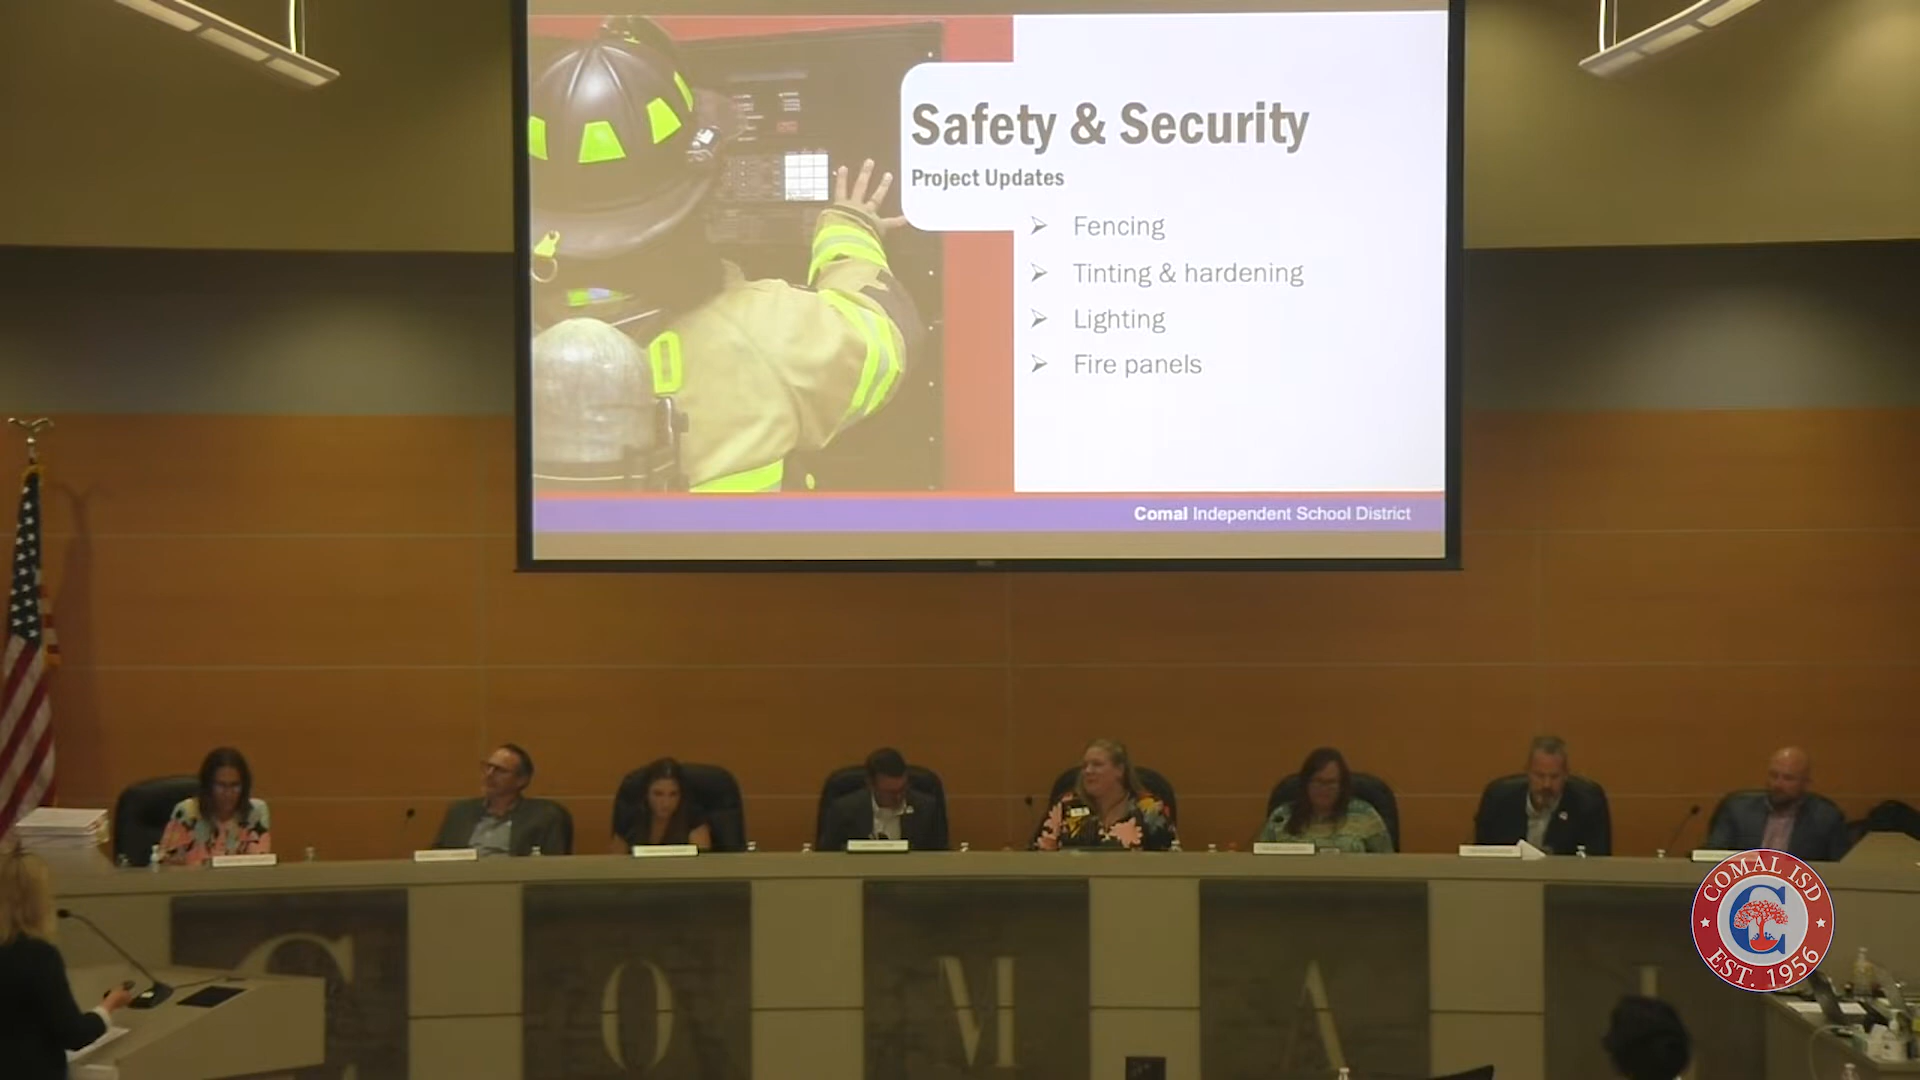 Safety & Security
Project Updates
Fencing
Tinting & hardening
Lighting
Fire panels
Comal Independent School District
COMAL ISD
C
EST. 1956
C O M A L